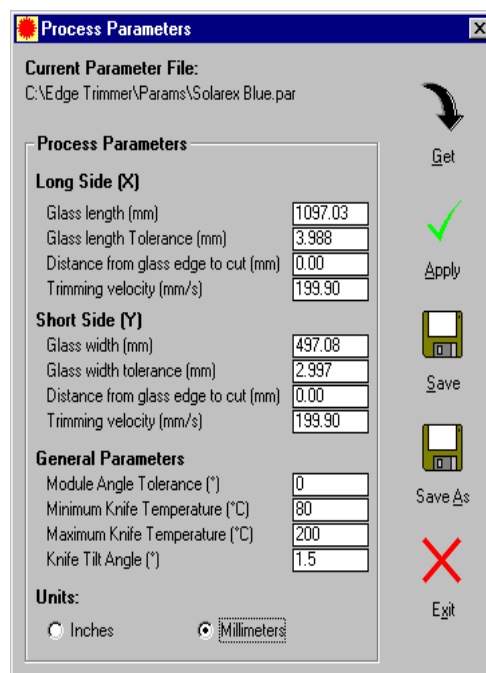 Process Parameters
Current Parameter File:
C:\Edge Trimmer\Params\Solarex Blue.par
Process Parameters
Long Side (X)
Glass length (mm) 1097.03
Glass length Tolerance (mm) 3.988
Distance from glass edge to cut (mm) 0.00
Trimming velocity (mm/s) 199.90
Short Side (Y)
Glass width (mm) 497.08
Glass width tolerance (mm) 2.997
Distance from glass edge to cut (mm) 0.00
Trimming velocity (mm/s) 199.90
General Parameters
Module Angle Tolerance (°) 0
Minimum Knife Temperature (°C) 80
Maximum Knife Temperature (°C) 200
Knife Tilt Angle (°) 1.5
Units:
Inches Millimeters
Get
Apply
Save
Save As
Exit